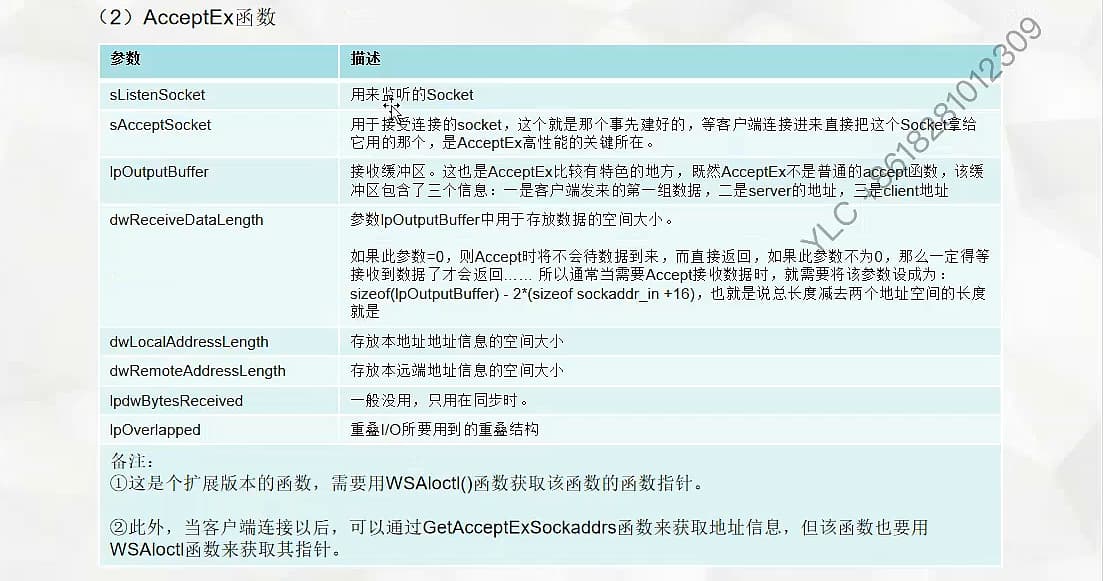 （2）AcceptEx函数
参数 描述
sListenSocket 用来监听的Socket
sAcceptSocket 用于接受连接的socket，这个就是那个事先建好的，等客户端连接进来直接把这个Socket拿给
它用的那个，是AcceptEx高性能的关键所在。
lpOutputBuffer 接收缓冲区。这也是AcceptEx比较有特色的地方，既然AcceptEx不是普通的accept函数，该缓
冲区包含了三个信息：一是客户端发来的第一组数据，二是server的地址，三是client地址
dwReceiveDataLength 参数lpOutputBuffer中用于存放数据的空间大小。
如果此参数=0，则Accept时将不会待数据到来，而直接返回，如果此参数不为0，那么一定得等
接收到数据了才会返回…… 所以通常当需要Accept接收数据时，就需要将该参数设成为：
sizeof(lpOutputBuffer) - 2*(sizeof sockaddr_in +16)，也就是说总长度减去两个地址空间的长度
就是
dwLocalAddressLength 存放本地址地址信息的空间大小
dwRemoteAddressLength 存放本远端地址信息的空间大小
lpdwBytesReceived 一般没用，只用在同步时。
lpOverlapped 重叠I/O所要用到的重叠结构
备注：
①这是个扩展版本的函数，需要用WSAIoctl()函数获取该函数的函数指针。
②此外，当客户端连接以后，可以通过GetAcceptExSockaddrs函数来获取地址信息，但该函数也要用
WSAIoctl函数来获取其指针。